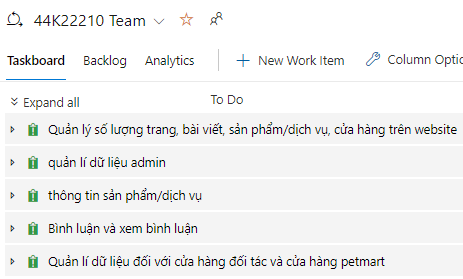 44K22210 Team
Taskboard Backlog Analytics + New Work Item Column Optio
Expand all To Do
Quản lý số lượng trang, bài viết, sản phẩm/dịch vụ, cửa hàng trên website
quản lí dữ liệu admin
thông tin sản phẩm/dịch vụ
Bình luận và xem bình luận
Quản lí dữ liệu đối với cửa hàng đối tác và cửa hàng petmart